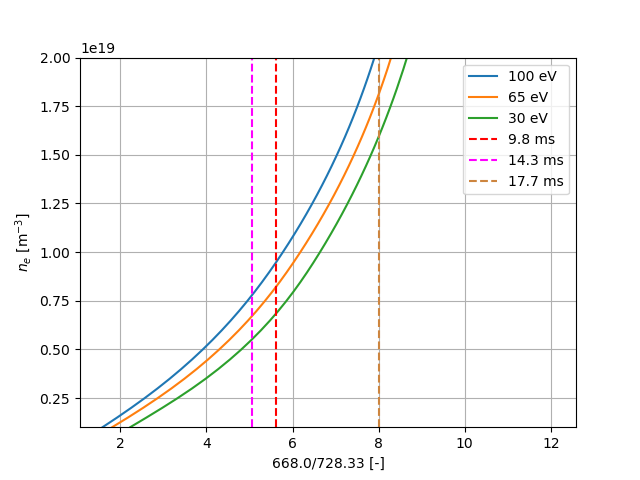 1e19
2.00
1.75
1.50
1.25
1.00
0.75
0.50
0.25
n_e [m^{-3}]
2 4 6 8 10 12
668.0/728.33 [-]
100 eV
65 eV
30 eV
9.8 ms
14.3 ms
17.7 ms